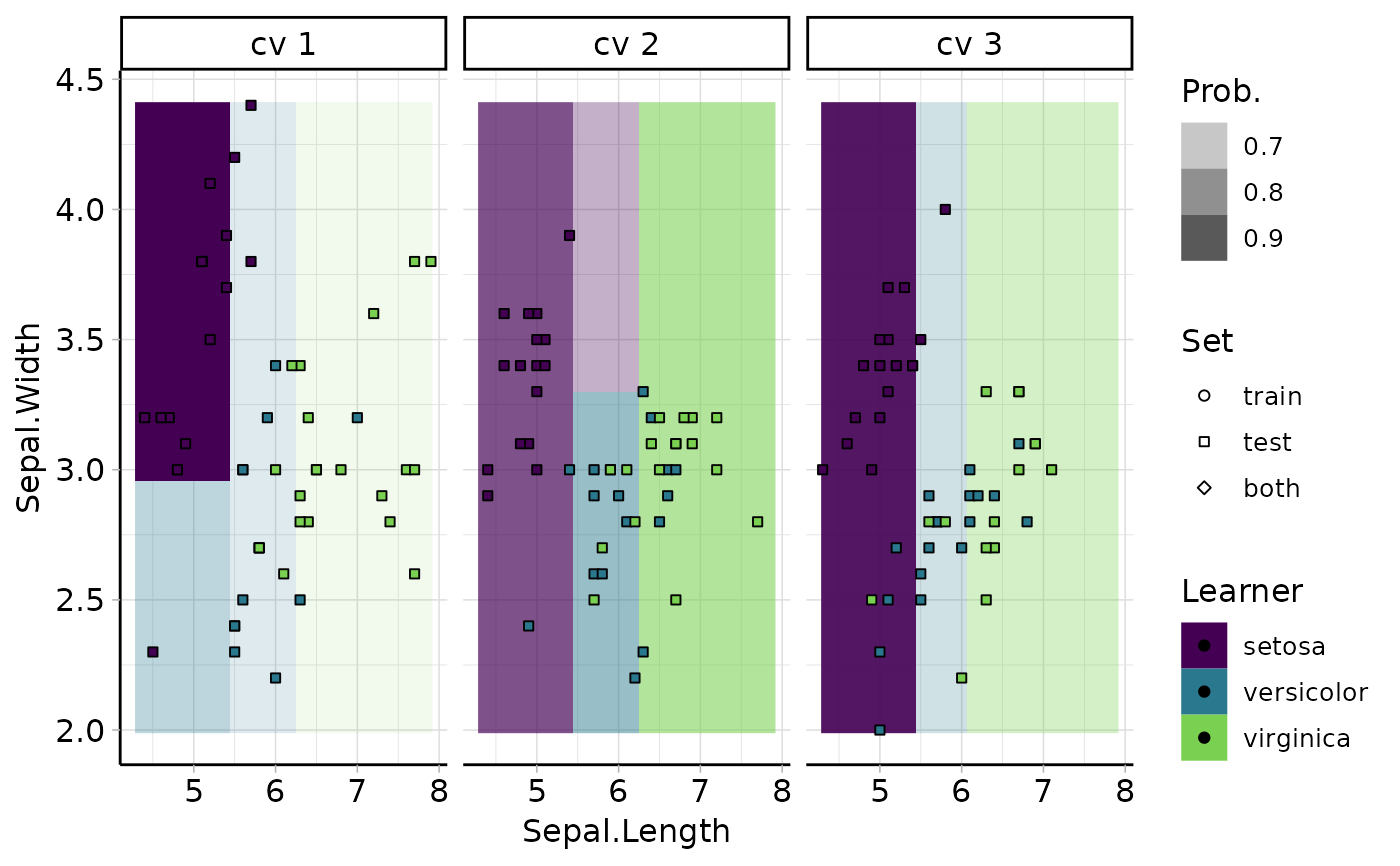 cv 1
cv 2
cv 3
4.5
4.0
3.5
3.0
2.5
2.0
Sepal.Width
5 6 7 8
5 6 7 8
5 6 7 8
Sepal.Length
Prob.
0.7
0.8
0.9
Set
train
test
both
Learner
setosa
versicolor
virginica